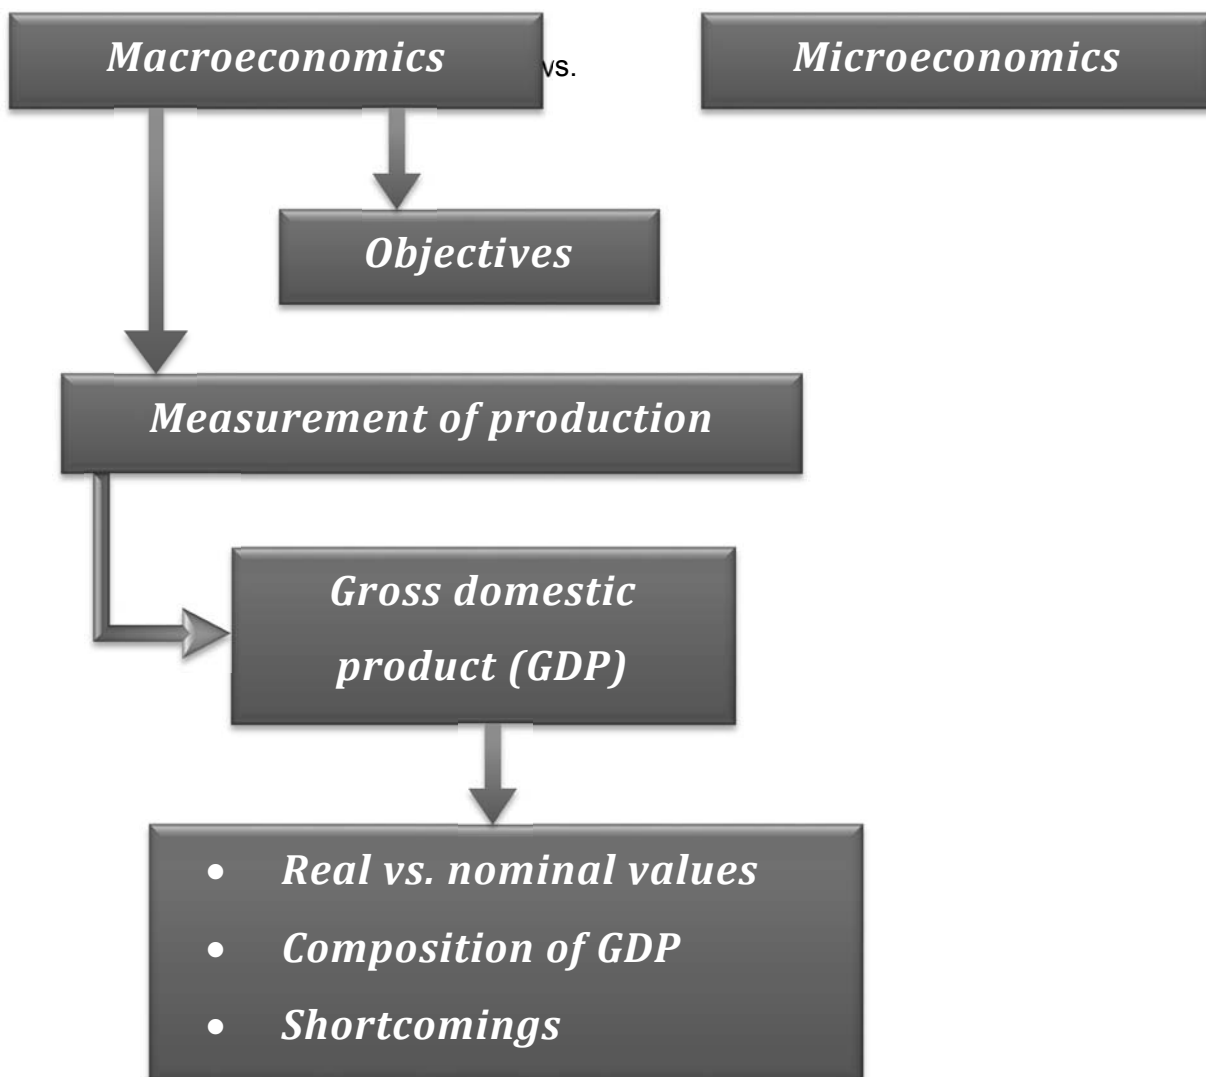 Macroeconomics vs. Microeconomics
Objectives
Measurement of production
Gross domestic
product (GDP)
• Real vs. nominal values
• Composition of GDP
• Shortcomings